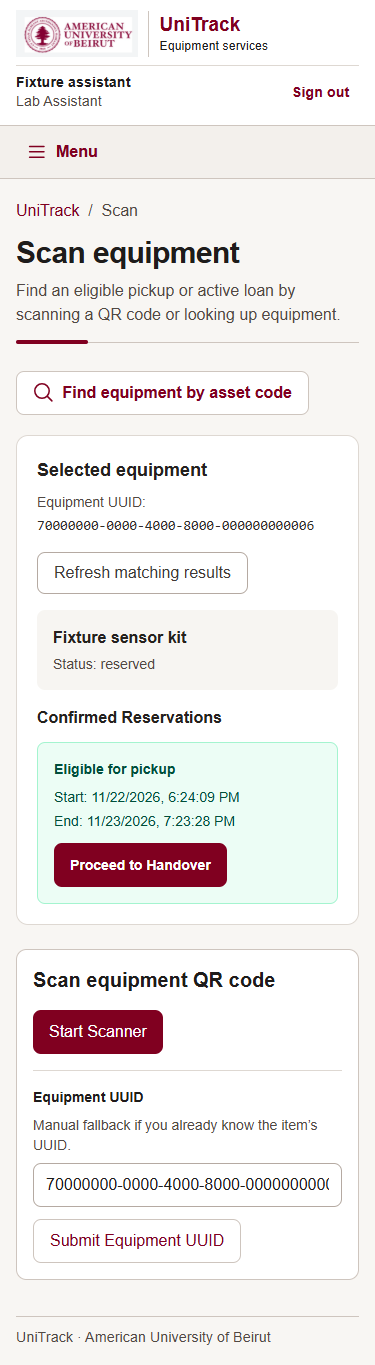 AMERICAN
UNIVERSITY
OF BEIRUT
UniTrack
Equipment services
Fixture assistant
Lab Assistant
Sign out
Menu
UniTrack / Scan
Scan equipment
Find an eligible pickup or active loan by
scanning a QR code or looking up equipment.
Find equipment by asset code
Selected equipment
Equipment UUID:
70000000-0000-4000-8000-000000000006
Refresh matching results
Fixture sensor kit
Status: reserved
Confirmed Reservations
Eligible for pickup
Start: 11/22/2026, 6:24:09 PM
End: 11/23/2026, 7:23:28 PM
Proceed to Handover
Scan equipment QR code
Start Scanner
Equipment UUID
Manual fallback if you already know the item's
UUID.
70000000-0000-4000-8000-0000000000
Submit Equipment UUID
UniTrack · American University of Beirut